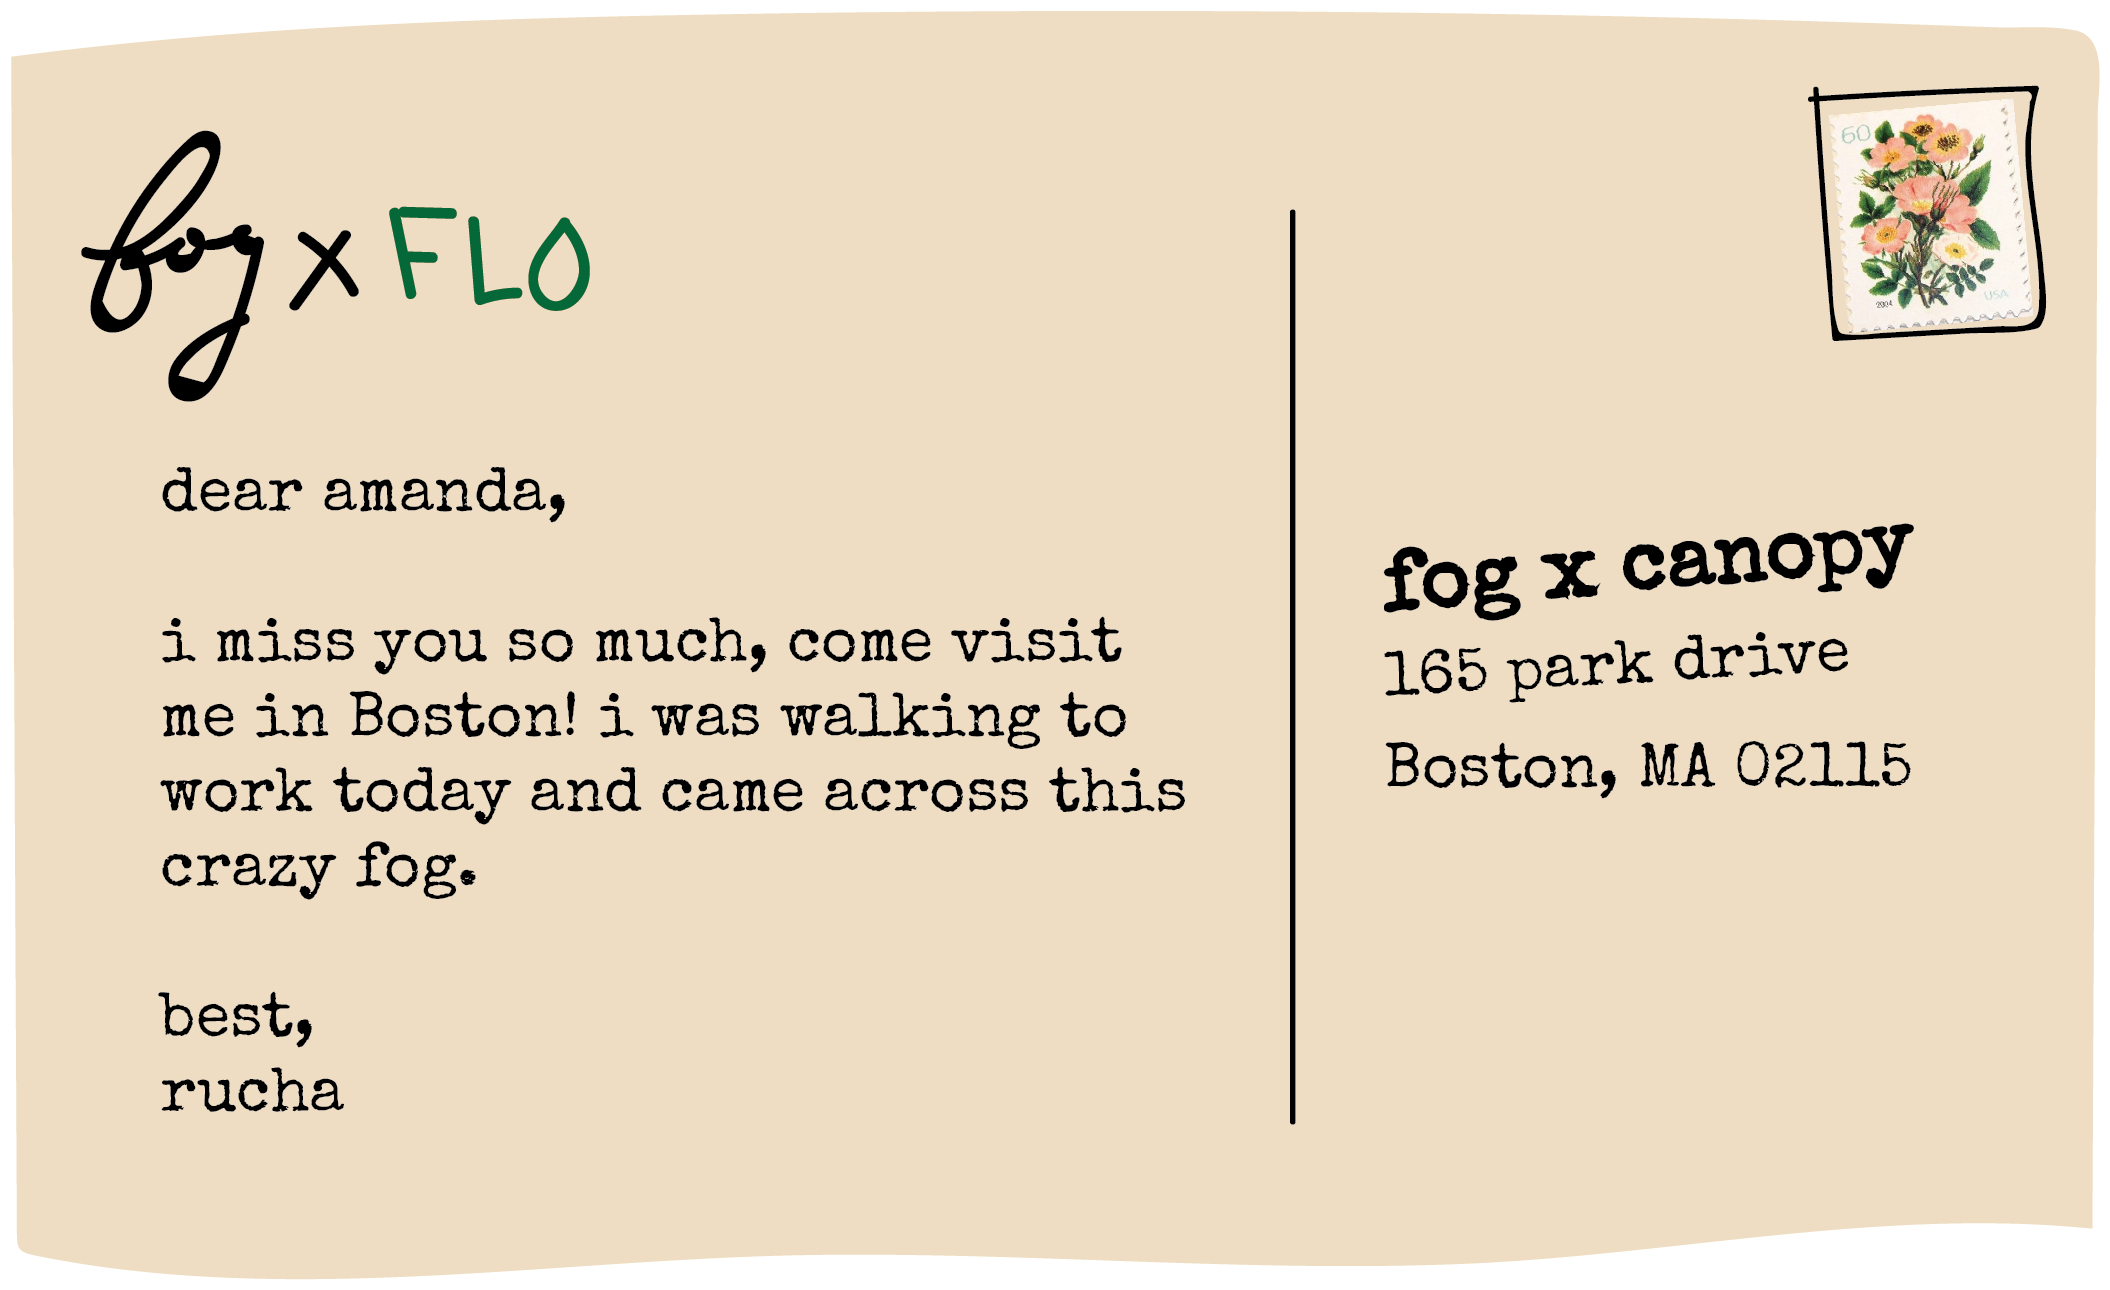 fog x FLO
dear amanda,
i miss you so much, come visit
me in Boston! i was walking to
work today and came across this
crazy fog.
best,
rucha
60
2004
USA
fog x canopy
165 park drive
Boston, MA 02115